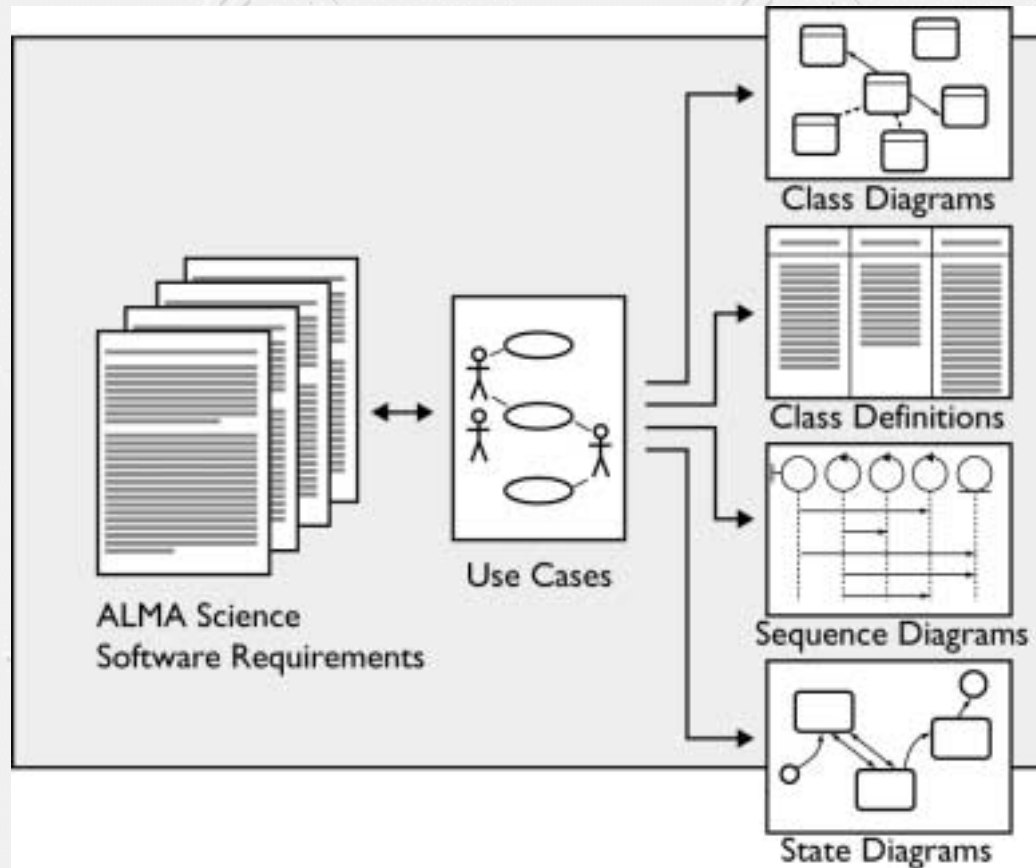 Class Diagrams
Class Definitions
Use Cases
ALMA Science
Software Requirements
Sequence Diagrams
State Diagrams